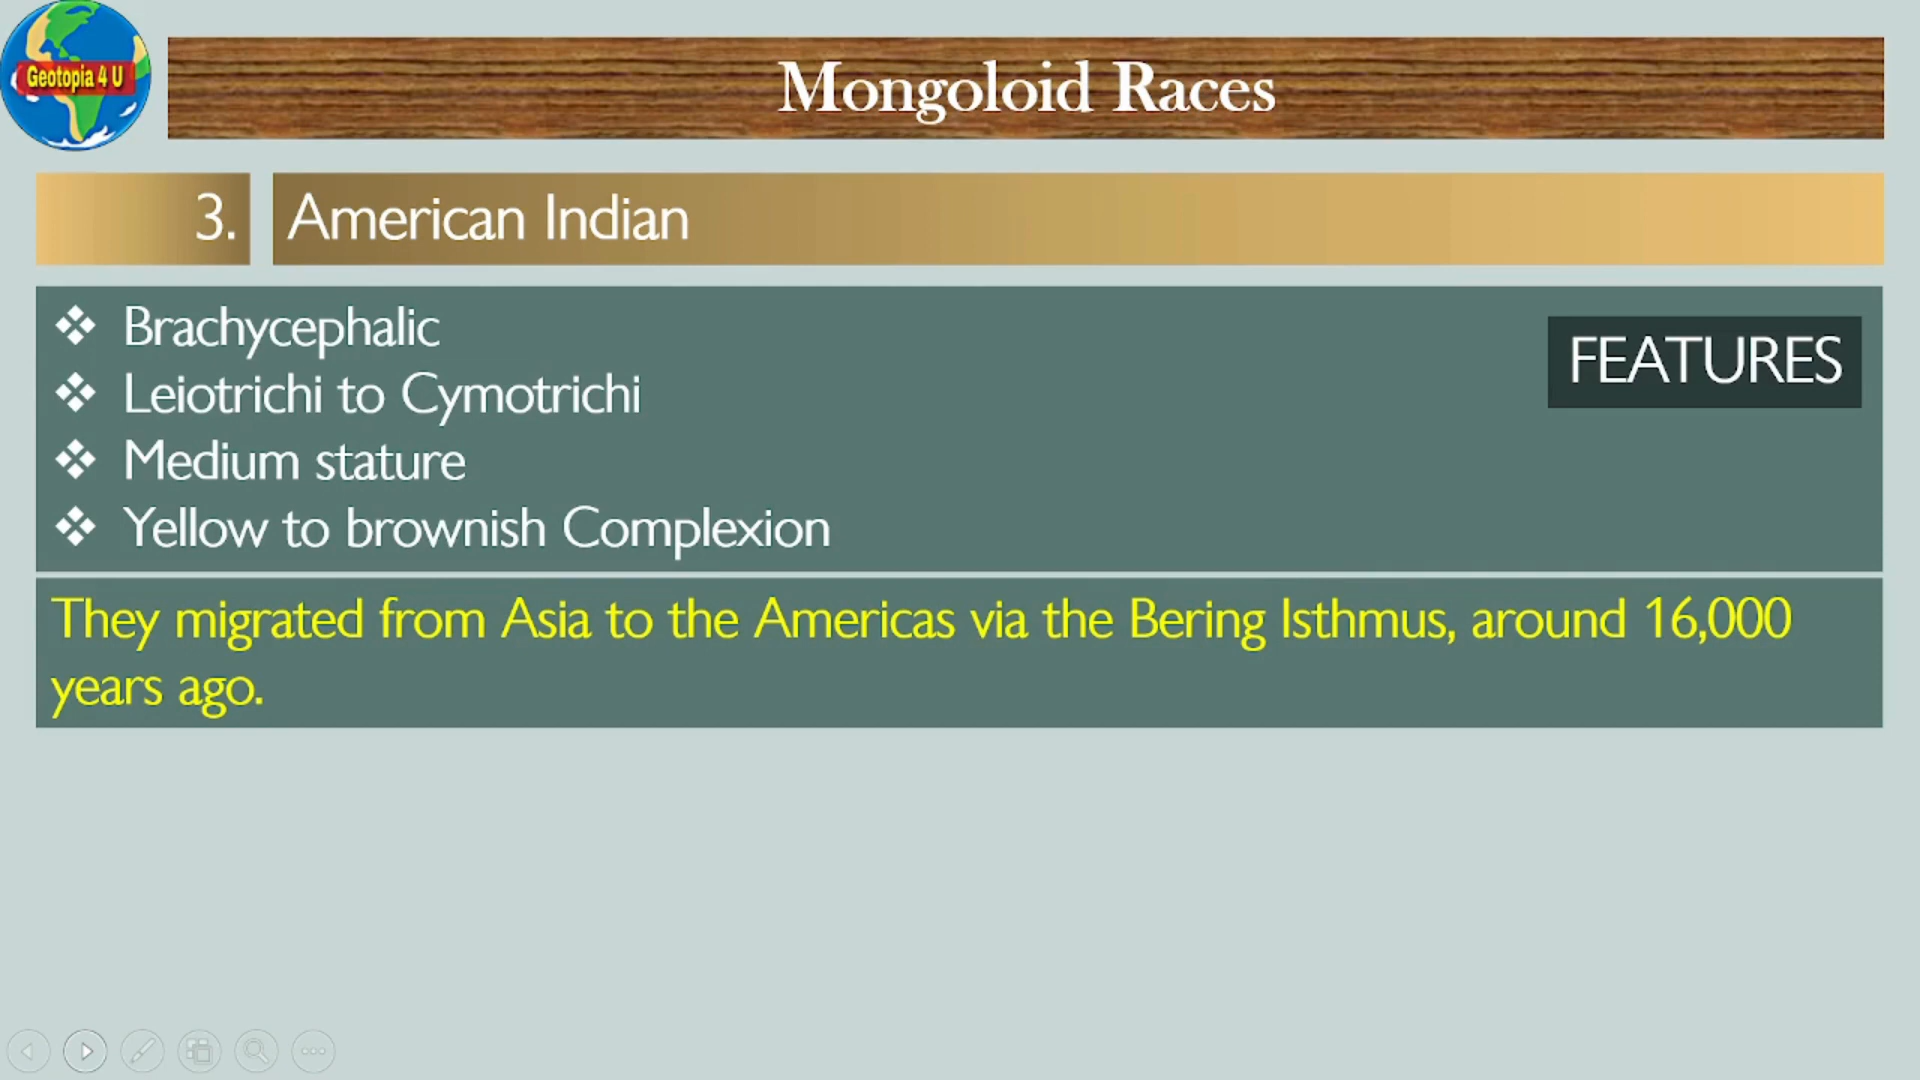 Geotopia 4 U
Mongoloid Races
3. American Indian
❖ Brachycephalic
FEATURES
❖ Leiotrichi to Cymotrichi
❖ Medium stature
❖ Yellow to brownish Complexion
They migrated from Asia to the Americas via the Bering Isthmus, around 16,000
years ago.